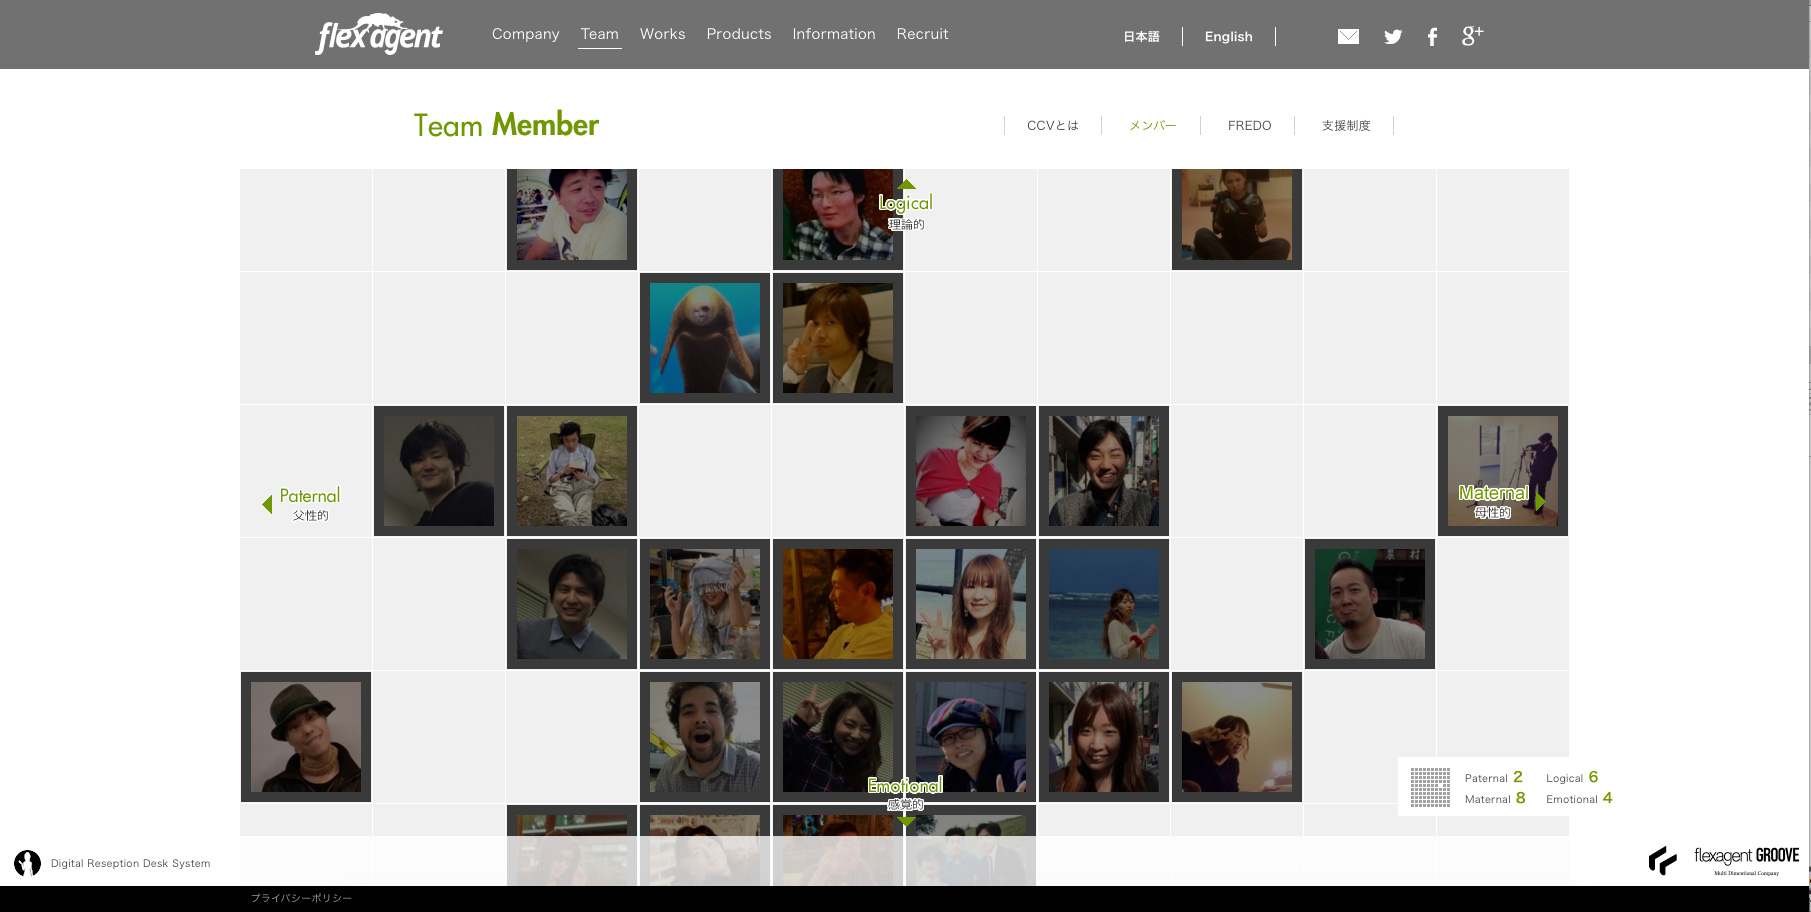 flexagent
Company Team Works Products Information Recruit
日本語 English
g+
Team Member
CCVとは メンバー FREDO 支援制度
Logical
理論的
Paternal
父性的
Maternal
母性的
Emotional
感覚的
Paternal 2 Logical 6
Maternal 8 Emotional 4
Digital Reseption Desk System
flexagent GROOVE
Multi Dimentional Company
プライバシーポリシー